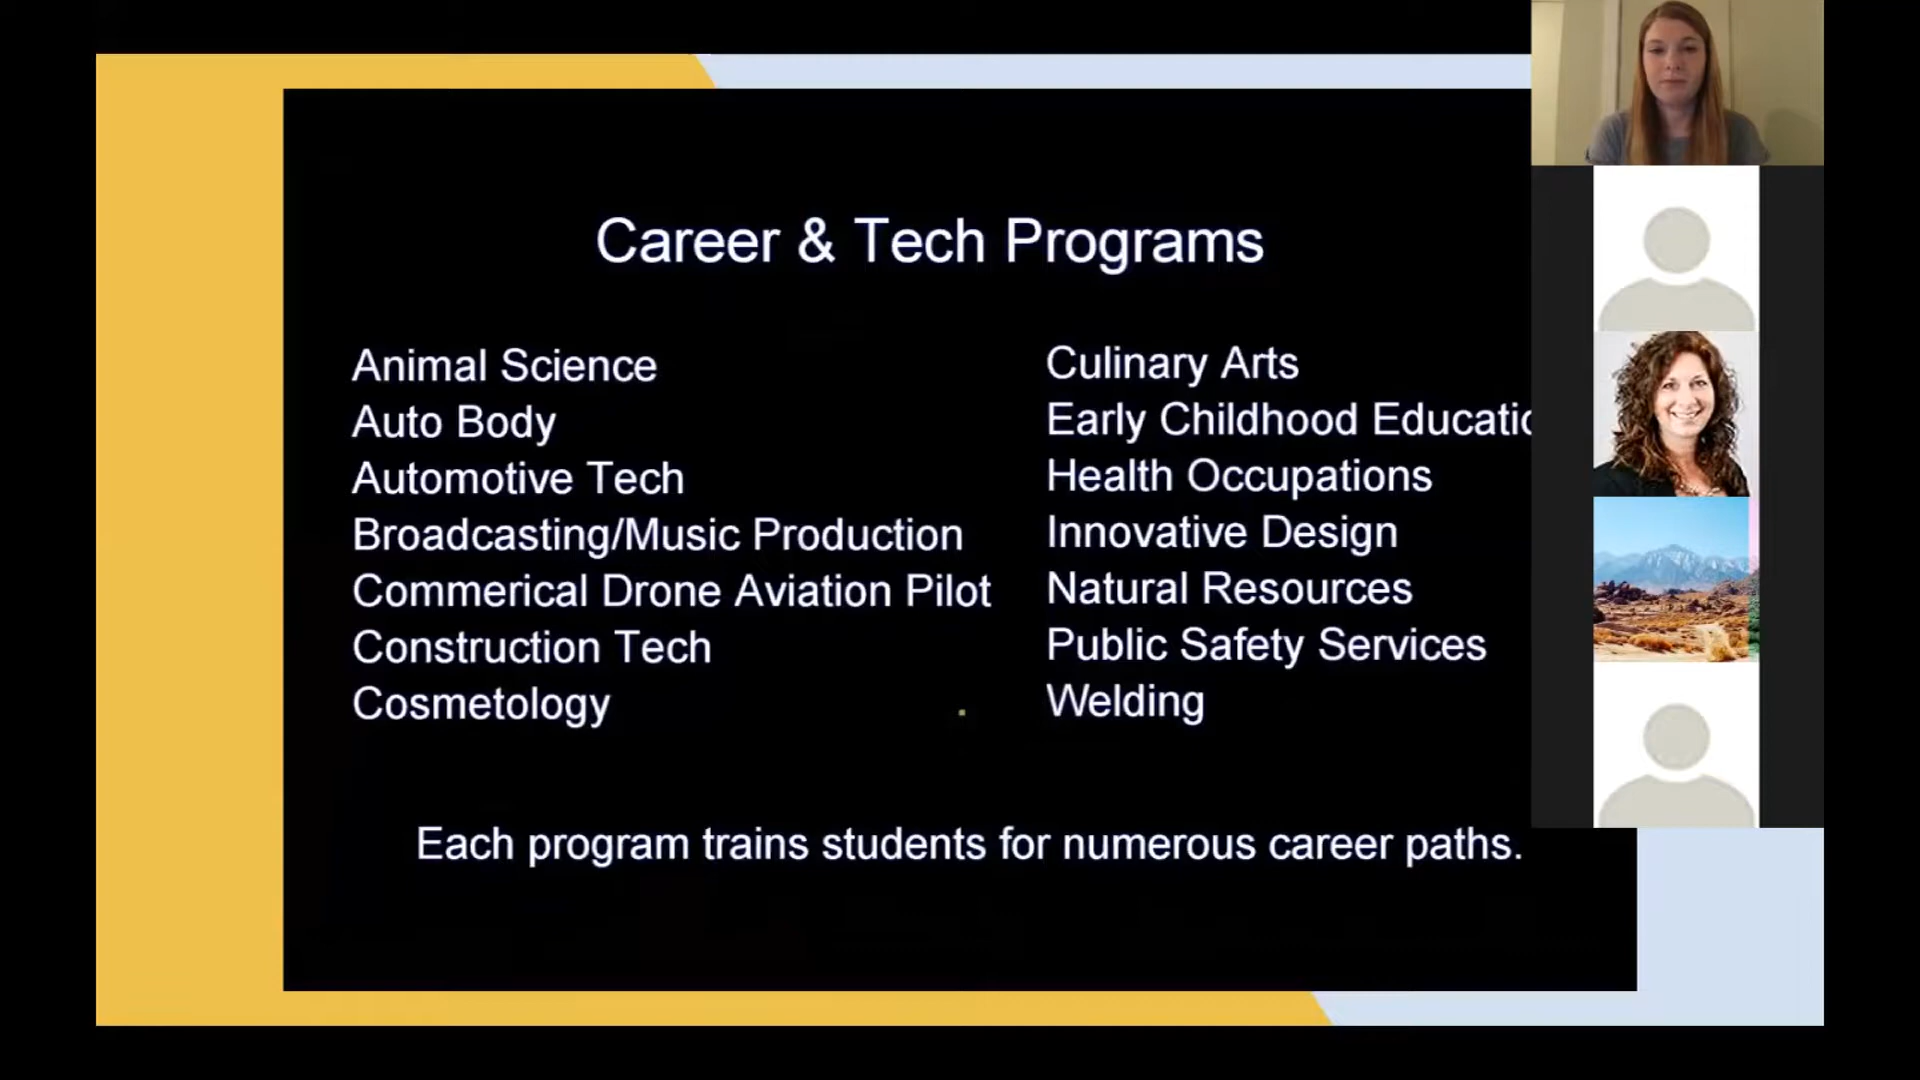 Career & Tech Programs
Animal Science
Auto Body
Automotive Tech
Broadcasting/Music Production
Commerical Drone Aviation Pilot
Construction Tech
Cosmetology
Culinary Arts
Early Childhood Educatio
Health Occupations
Innovative Design
Natural Resources
Public Safety Services
Welding
Each program trains students for numerous career paths.